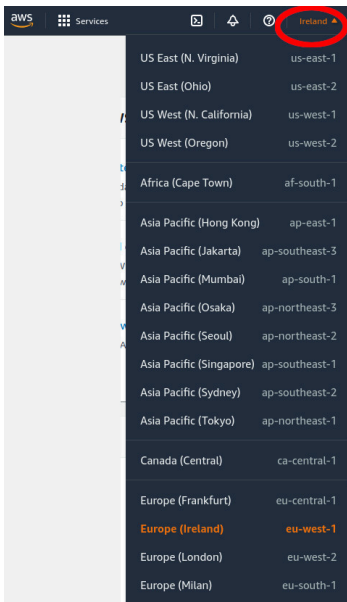 aws Services Ireland
US East (N. Virginia) us-east-1
US East (Ohio) us-east-2
US West (N. California) us-west-1
US West (Oregon) us-west-2
Africa (Cape Town) af-south-1
Asia Pacific (Hong Kong) ap-east-1
Asia Pacific (Jakarta) ap-southeast-3
Asia Pacific (Mumbai) ap-south-1
Asia Pacific (Osaka) ap-northeast-3
Asia Pacific (Seoul) ap-northeast-2
Asia Pacific (Singapore) ap-southeast-1
Asia Pacific (Sydney) ap-southeast-2
Asia Pacific (Tokyo) ap-northeast-1
Canada (Central) ca-central-1
Europe (Frankfurt) eu-central-1
Europe (Ireland) eu-west-1
Europe (London) eu-west-2
Europe (Milan) eu-south-1